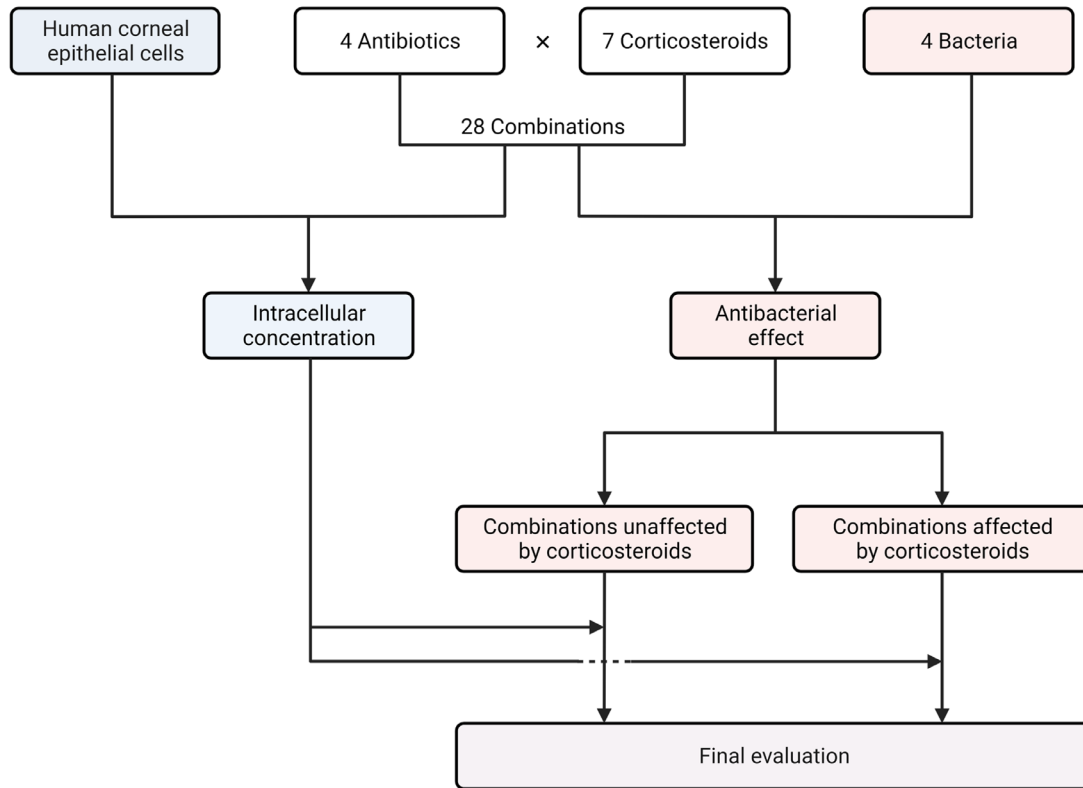 Human corneal
epithelial cells
4 Antibiotics
×
7 Corticosteroids
4 Bacteria
28 Combinations
Intracellular
concentration
Antibacterial
effect
Combinations unaffected
by corticosteroids
Combinations affected
by corticosteroids
Final evaluation